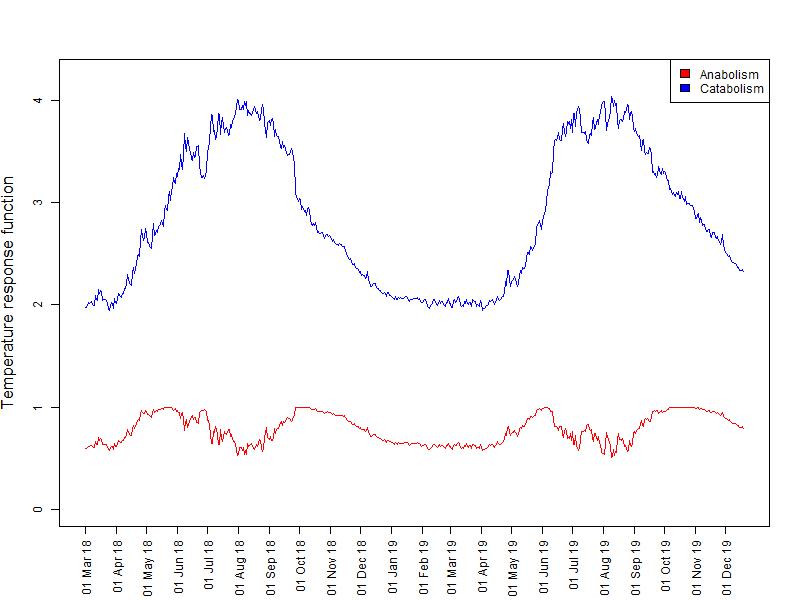 Anabolism
Catabolism
Temperature response function
4
3
2
1
0
01 Mar 18
01 Apr 18
01 May 18
01 Jun 18
01 Jul 18
01 Aug 18
01 Sep 18
01 Oct 18
01 Nov 18
01 Dec 18
01 Jan 19
01 Feb 19
01 Mar 19
01 Apr 19
01 May 19
01 Jun 19
01 Jul 19
01 Aug 19
01 Sep 19
01 Oct 19
01 Nov 19
01 Dec 19